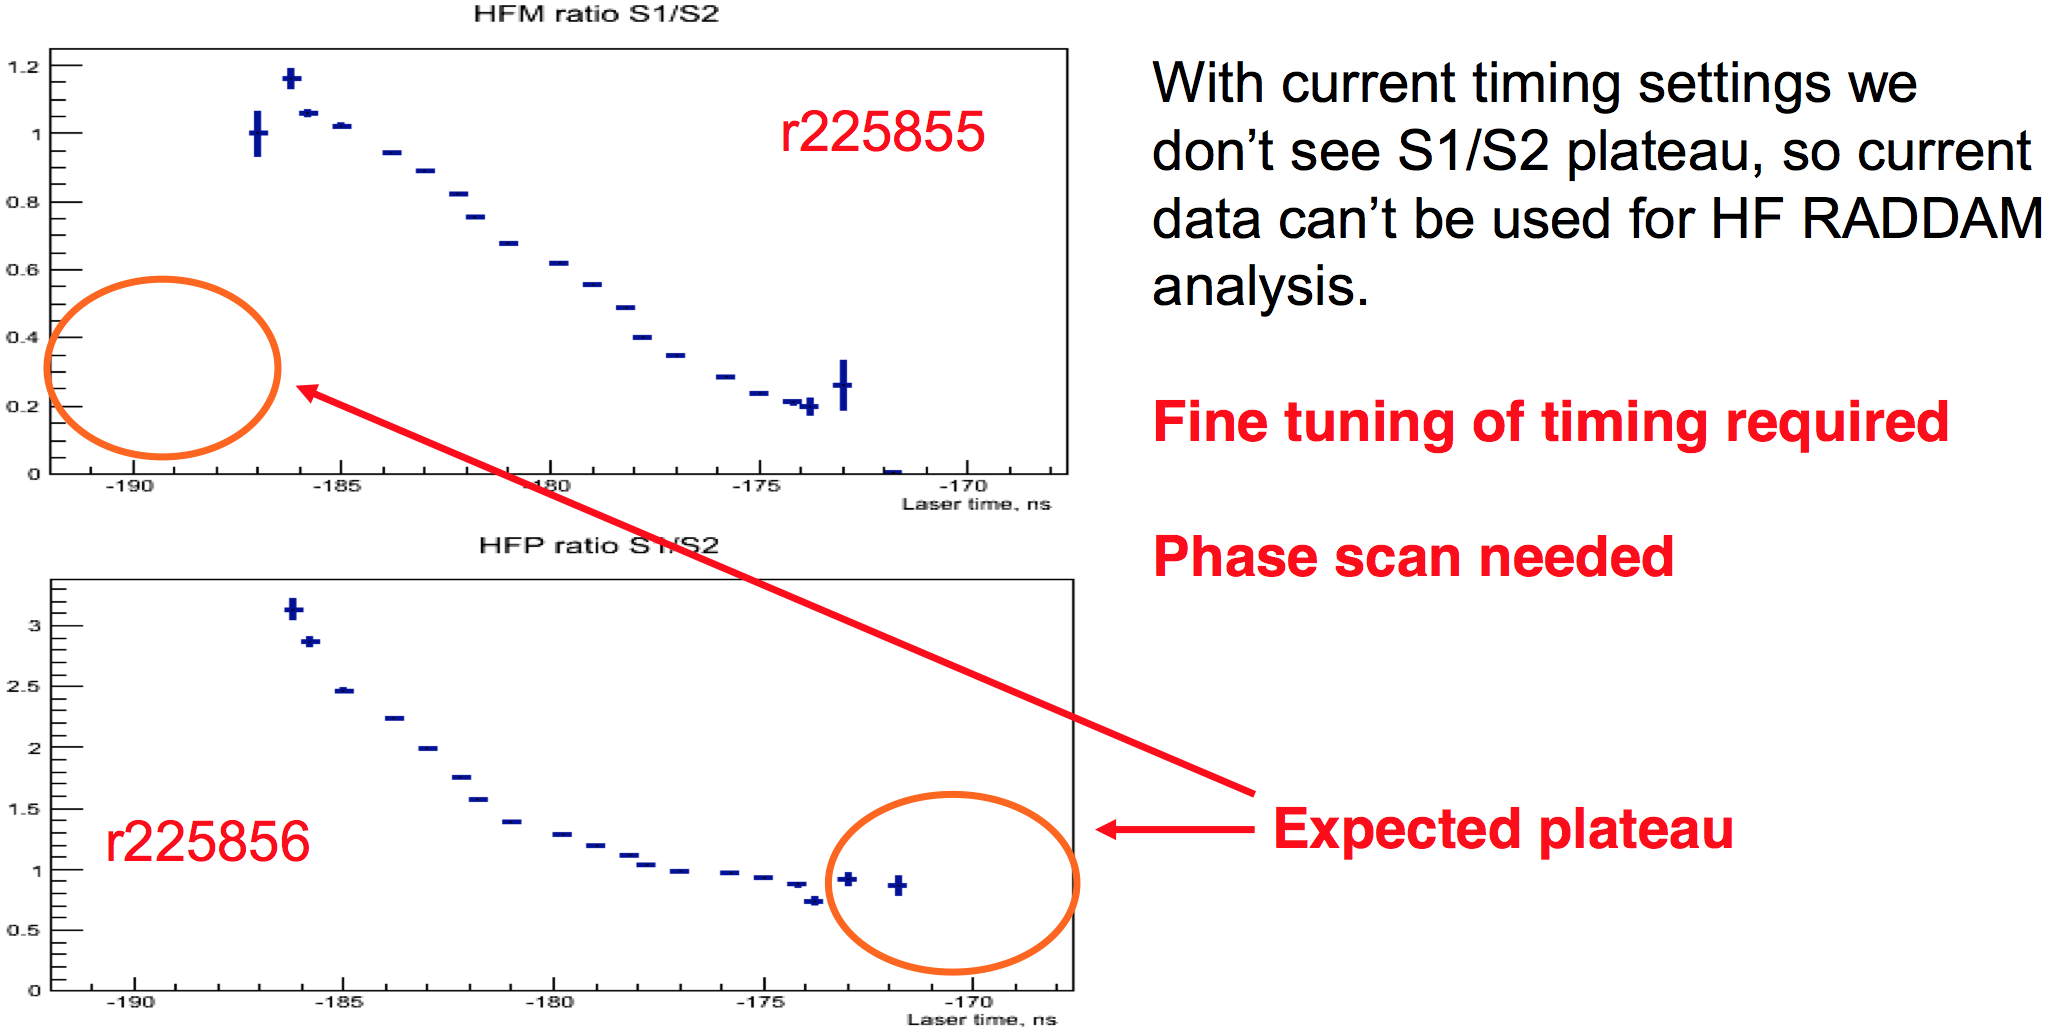 HFM ratio S1/S2
1.2
1
0.8
0.6
0.4
0.2
0
r225855
-190
-185
-180
-175
-170
Laser time, ns
HFP ratio S1/S2
3
2.5
2
1.5
1
0.5
0
r225856
-190
-185
-180
-175
-170
Laser time, ns
With current timing settings we
don’t see S1/S2 plateau, so current
data can’t be used for HF RADDAM
analysis.
Fine tuning of timing required
Phase scan needed
Expected plateau